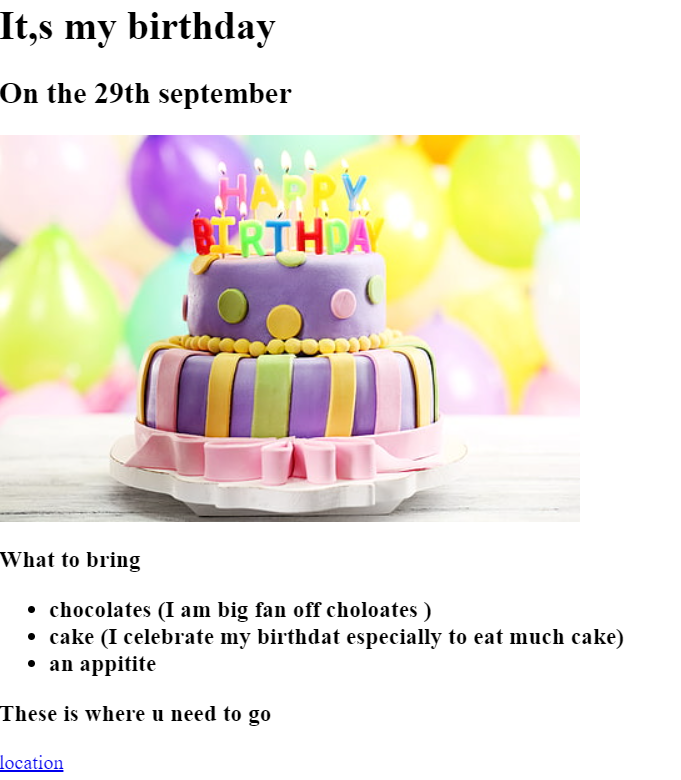 It,s my birthday
On the 29th september
HAPPY
BIRTHDAY
What to bring
chocolates (I am big fan off choloates )
cake (I celebrate my birthdat especially to eat much cake)
an appitite
These is where u need to go
location